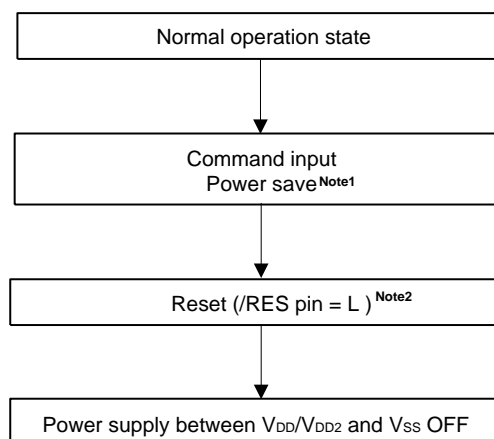 Normal operation state
Command input
Power save Note1
Reset (/RES pin = L ) Note2
Power supply between VDD/VDD2 and VSS OFF